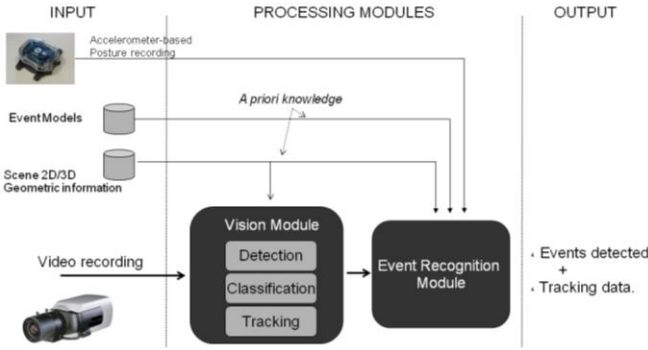 INPUT
PROCESSING MODULES
OUTPUT
Accelerometer-based
Posture recording
A priori knowledge
Event Models
Scene 2D/3D
Geometric information
Vision Module
Detection
Classification
Tracking
Video recording
Event Recognition
Module
Events detected
+
Tracking data.